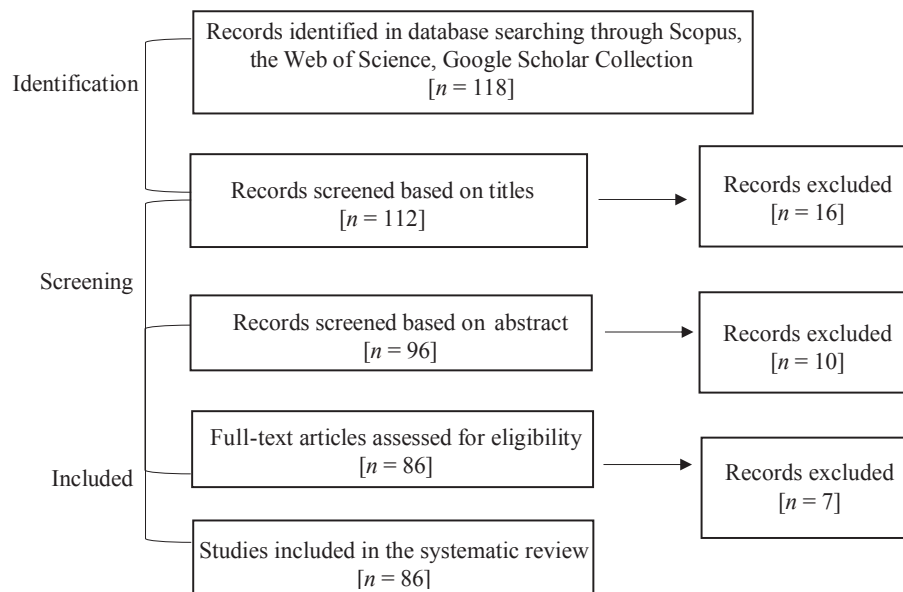 Records identified in database searching through Scopus,
the Web of Science, Google Scholar Collection
[n = 118]
Identification
Records screened based on titles
[n = 112]
Records excluded
[n = 16]
Screening
Records screened based on abstract
[n = 96]
Records excluded
[n = 10]
Full-text articles assessed for eligibility
[n = 86]
Records excluded
[n = 7]
Included
Studies included in the systematic review
[n = 86]